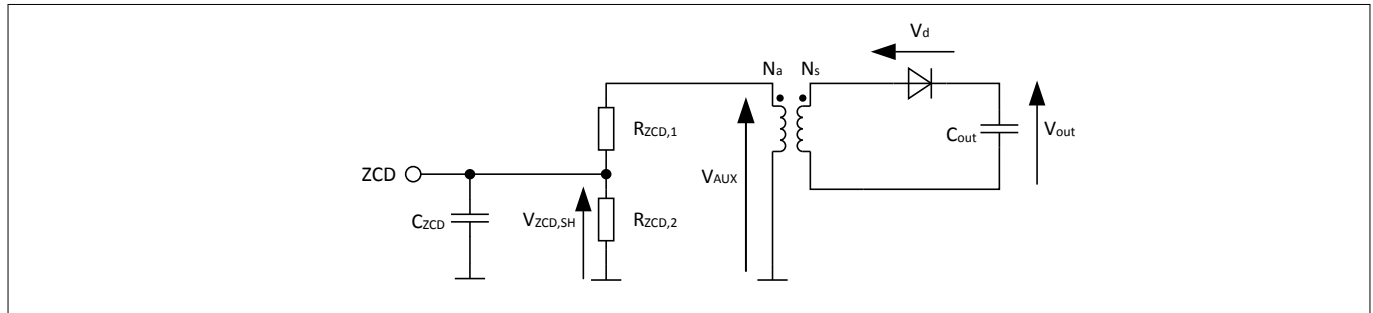 Vd
Na Ns
RZCD,1
Cout
Vout
ZCD
VAUX
CZCD
VZCD,SH
RZCD,2